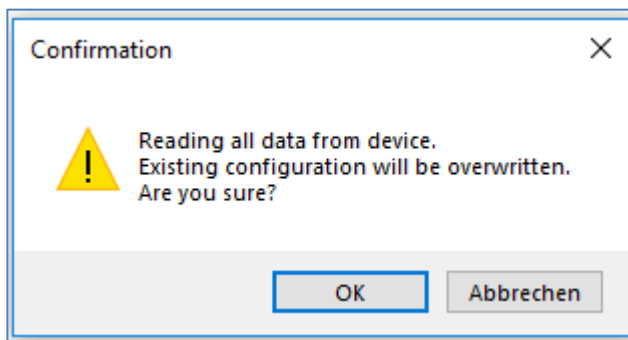 Confirmation
Reading all data from device.
Existing configuration will be overwritten.
Are you sure?
OK
Abbrechen